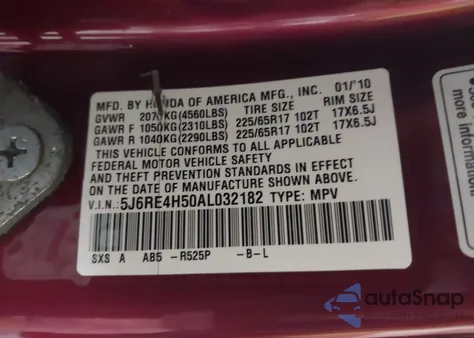 MFD. BY HONDA OF AMERICA MFG., INC. 01/'10
GVWR 2070KG(4560LBS) TIRE SIZE RIM SIZE
GAWR F 1050KG(2310LBS) 225/65R17 102T 17X6.5J
GAWR R 1040KG(2290LBS) 225/65R17 102T 17X6.5J
THIS VEHICLE CONFORMS TO ALL APPLICABLE
FEDERAL MOTOR VEHICLE SAFETY
AND THEFT PREVENTION STANDARDS IN EFFECT
ON THE DATE OF MANUFACTURE SHOWN ABOVE.
V.I.N.: 5J6RE4H50AL032182 TYPE: MPV
SXS A AB5 -R525P -B-L
autoSnap